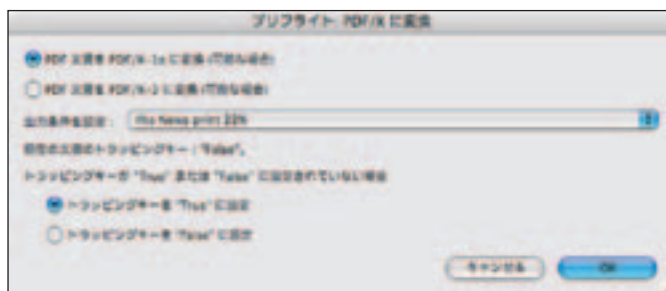 プリフライト: PDF/X に変換
PDF 文書を PDF/X-1a に変換 (可能な場合)
PDF 文書を PDF/X-3 に変換 (可能な場合)
出力条件を設定:
現在の文書のトラッピングキー: "False"。
トラッピングキーが "True" または "False" に設定されていない場合
トラッピングキーを "True" に設定
トラッピングキーを "False" に設定
キャンセル OK